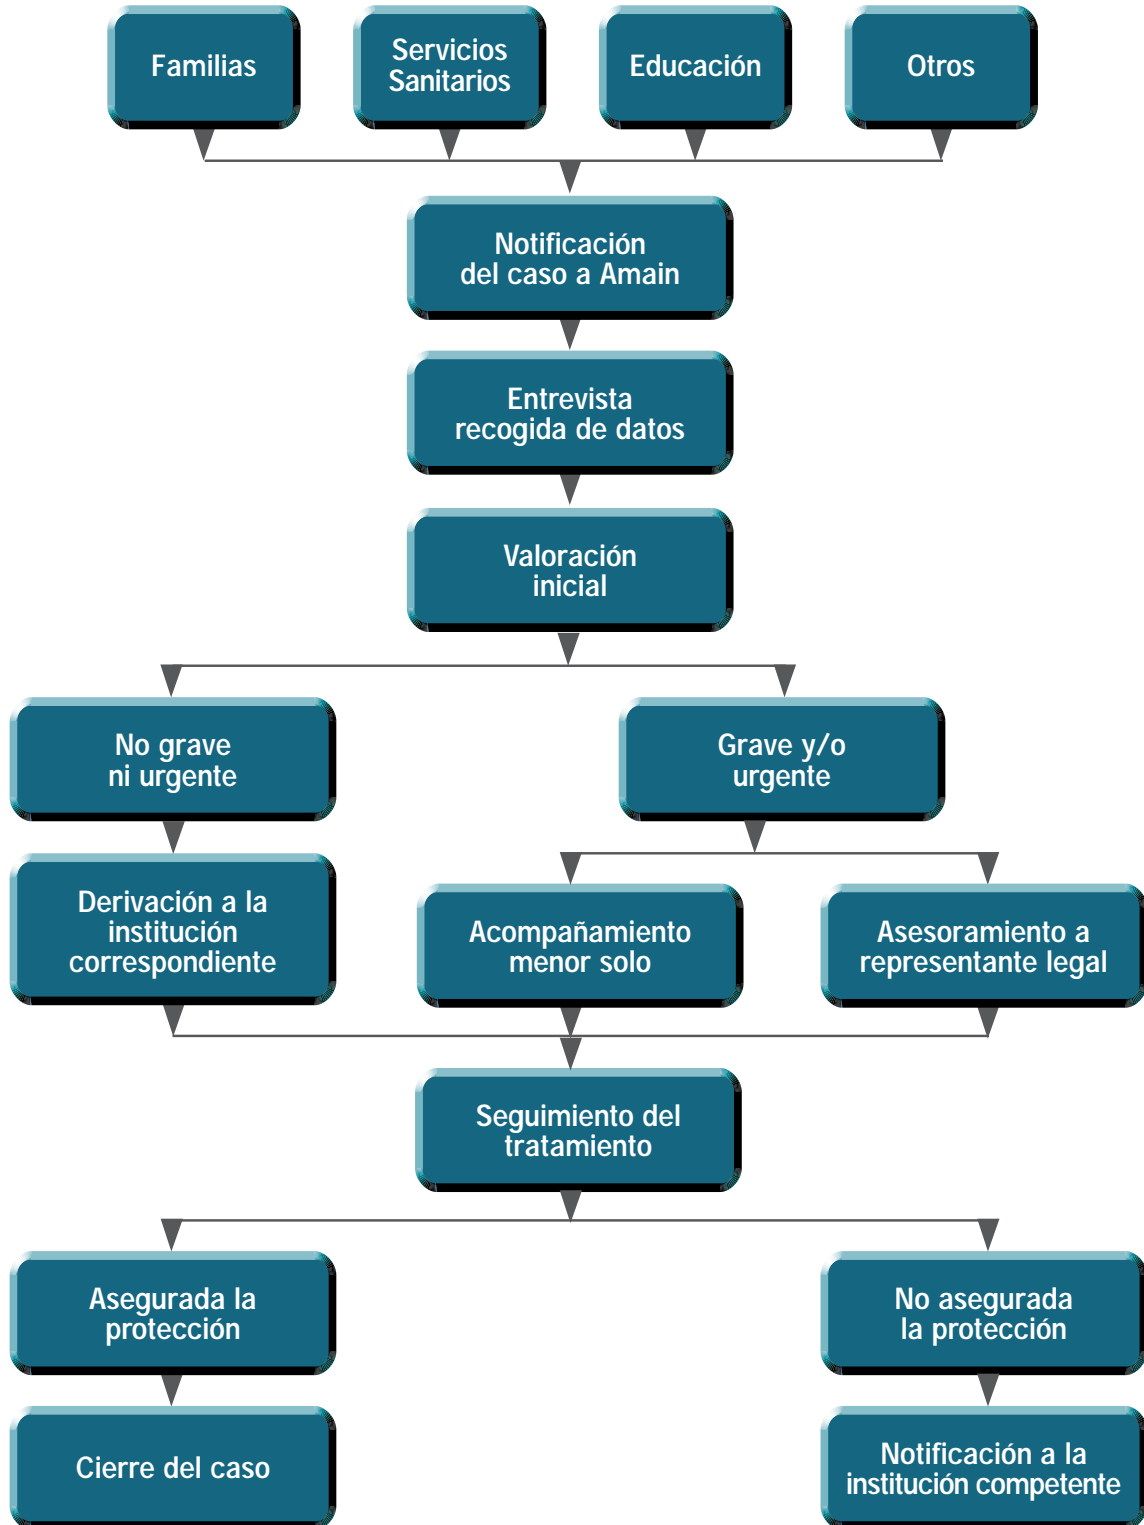 Familias
Servicios
Sanitarios
Educación
Otros
Notificación
del caso a Amain
Entrevista
recogida de datos
Valoración
inicial
No grave
ni urgente
Grave y/o
urgente
Derivación a la
institución
correspondiente
Acompañamiento
menor solo
Asesoramiento a
representante legal
Seguimiento del
tratamiento
Asegurada la
protección
No asegurada
la protección
Cierre del caso
Notificación a la
institución competente